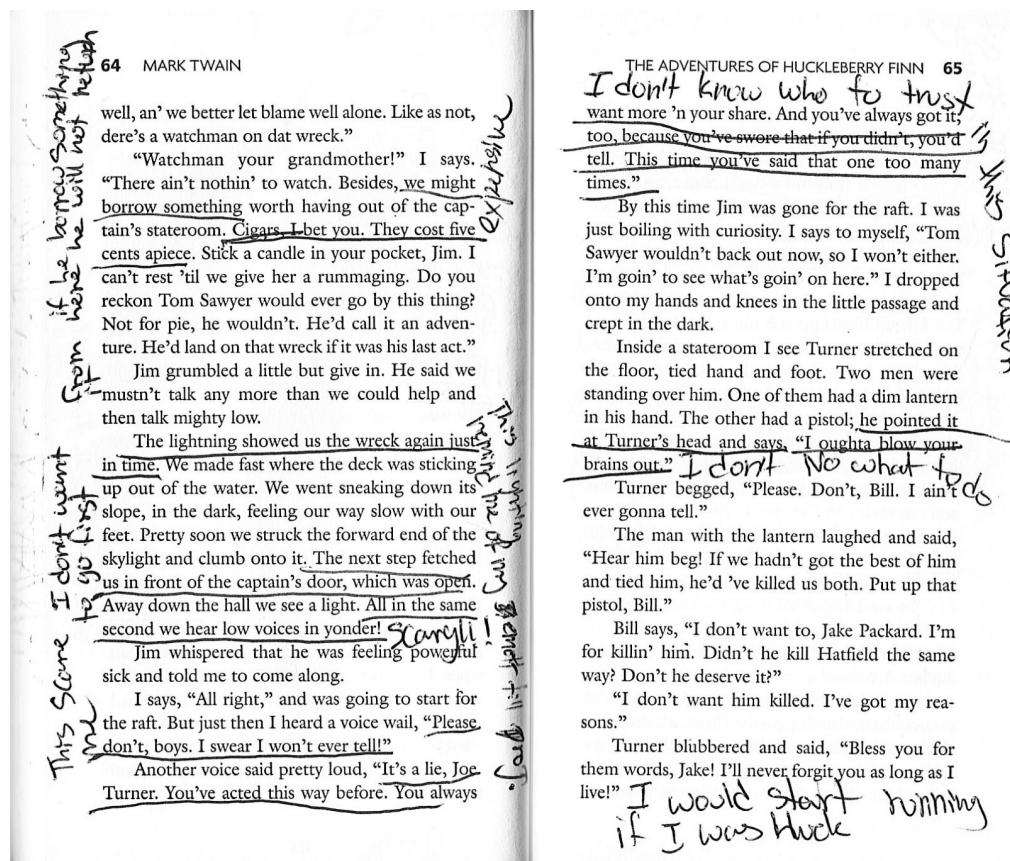 64 MARK TWAIN
if he borrow something
from here he will not return
it
well, an' we better let blame well alone. Like as not,
dere's a watchman on dat wreck."
"Watchman your grandmother!" I says.
"There ain't nothin' to watch. Besides, we might
borrow something worth having out of the cap-
tain's stateroom. Cigars, I bet you. They cost five
expensive
cents apiece. Stick a candle in your pocket, Jim. I
can't rest 'til we give her a rummaging. Do you
reckon Tom Sawyer would ever go by this thing?
Not for pie, he wouldn't. He'd call it an adven-
ture. He'd land on that wreck if it was his last act."
Jim grumbled a little but give in. He said we
mustn't talk any more than we could help and
then talk mighty low.
The lightning showed us the wreck again just
in time. We made fast where the deck was sticking
up out of the water. We went sneaking down its
slope, in the dark, feeling our way slow with our
feet. Pretty soon we struck the forward end of the
skylight and clumb onto it. The next step fetched
us in front of the captain's door, which was open.
Away down the hall we see a light. All in the same
second we hear low voices in yonder! Scary!!!
This Scare I don't went
me to go first
Jim whispered that he was feeling powerful
sick and told me to come along.
I says, "All right," and was going to start for
the raft. But just then I heard a voice wail, "Please
don't, boys. I swear I won't ever tell!"
Another voice said pretty loud, "It's a lie, Joe
Turner. You've acted this way before. You always
THE ADVENTURES OF HUCKLEBERRY FINN 65
I don't know who to trust
in this situation
want more 'n your share. And you've always got it,
too, because you've swore that if you didn't, you'd
tell. This time you've said that one too many
times."
By this time Jim was gone for the raft. I was
just boiling with curiosity. I says to myself, "Tom
Sawyer wouldn't back out now, so I won't either.
I'm goin' to see what's goin' on here." I dropped
onto my hands and knees in the little passage and
crept in the dark.
Inside a stateroom I see Turner stretched on
the floor, tied hand and foot. Two men were
standing over him. One of them had a dim lantern
in his hand. The other had a pistol; he pointed it
at Turner's head and says, "I oughta blow your
brains out." I don't No what to do
Turner begged, "Please. Don't, Bill. I ain't
ever gonna tell."
The man with the lantern laughed and said,
"Hear him beg! If we hadn't got the best of him
and tied him, he'd 've killed us both. Put up that
pistol, Bill."
Bill says, "I don't want to, Jake Packard. I'm
for killin' him. Didn't he kill Hatfield the same
way? Don't he deserve it?"
"I don't want him killed. I've got my rea-
sons."
Turner blubbered and said, "Bless you for
them words, Jake! I'll never forgit you as long as I
live!" I would start running
if I was Huck